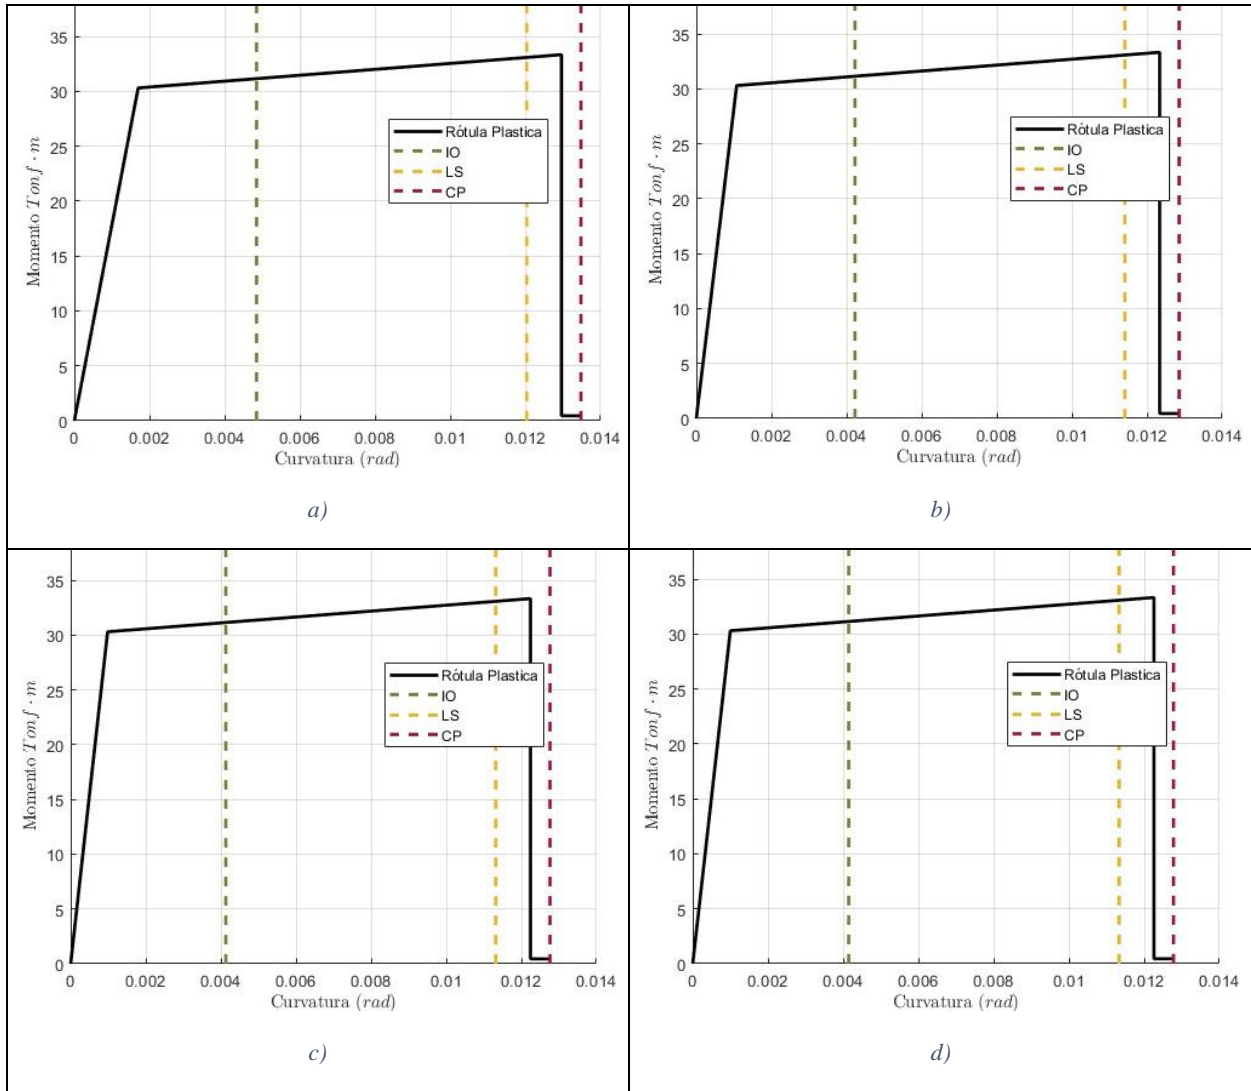 35
30
25
20
15
10
5
0
Momento Tonf · m
Rótula Plastica
IO
LS
CP
0 0.002 0.004 0.006 0.008 0.01 0.012 0.014
Curvatura (rad)
a)
35
30
25
20
15
10
5
0
Momento Tonf · m
Rótula Plastica
IO
LS
CP
0 0.002 0.004 0.006 0.008 0.01 0.012 0.014
Curvatura (rad)
b)
35
30
25
20
15
10
5
0
Momento Tonf · m
Rótula Plastica
IO
LS
CP
0 0.002 0.004 0.006 0.008 0.01 0.012 0.014
Curvatura (rad)
c)
35
30
25
20
15
10
5
0
Momento Tonf · m
Rótula Plastica
IO
LS
CP
0 0.002 0.004 0.006 0.008 0.01 0.012 0.014
Curvatura (rad)
d)